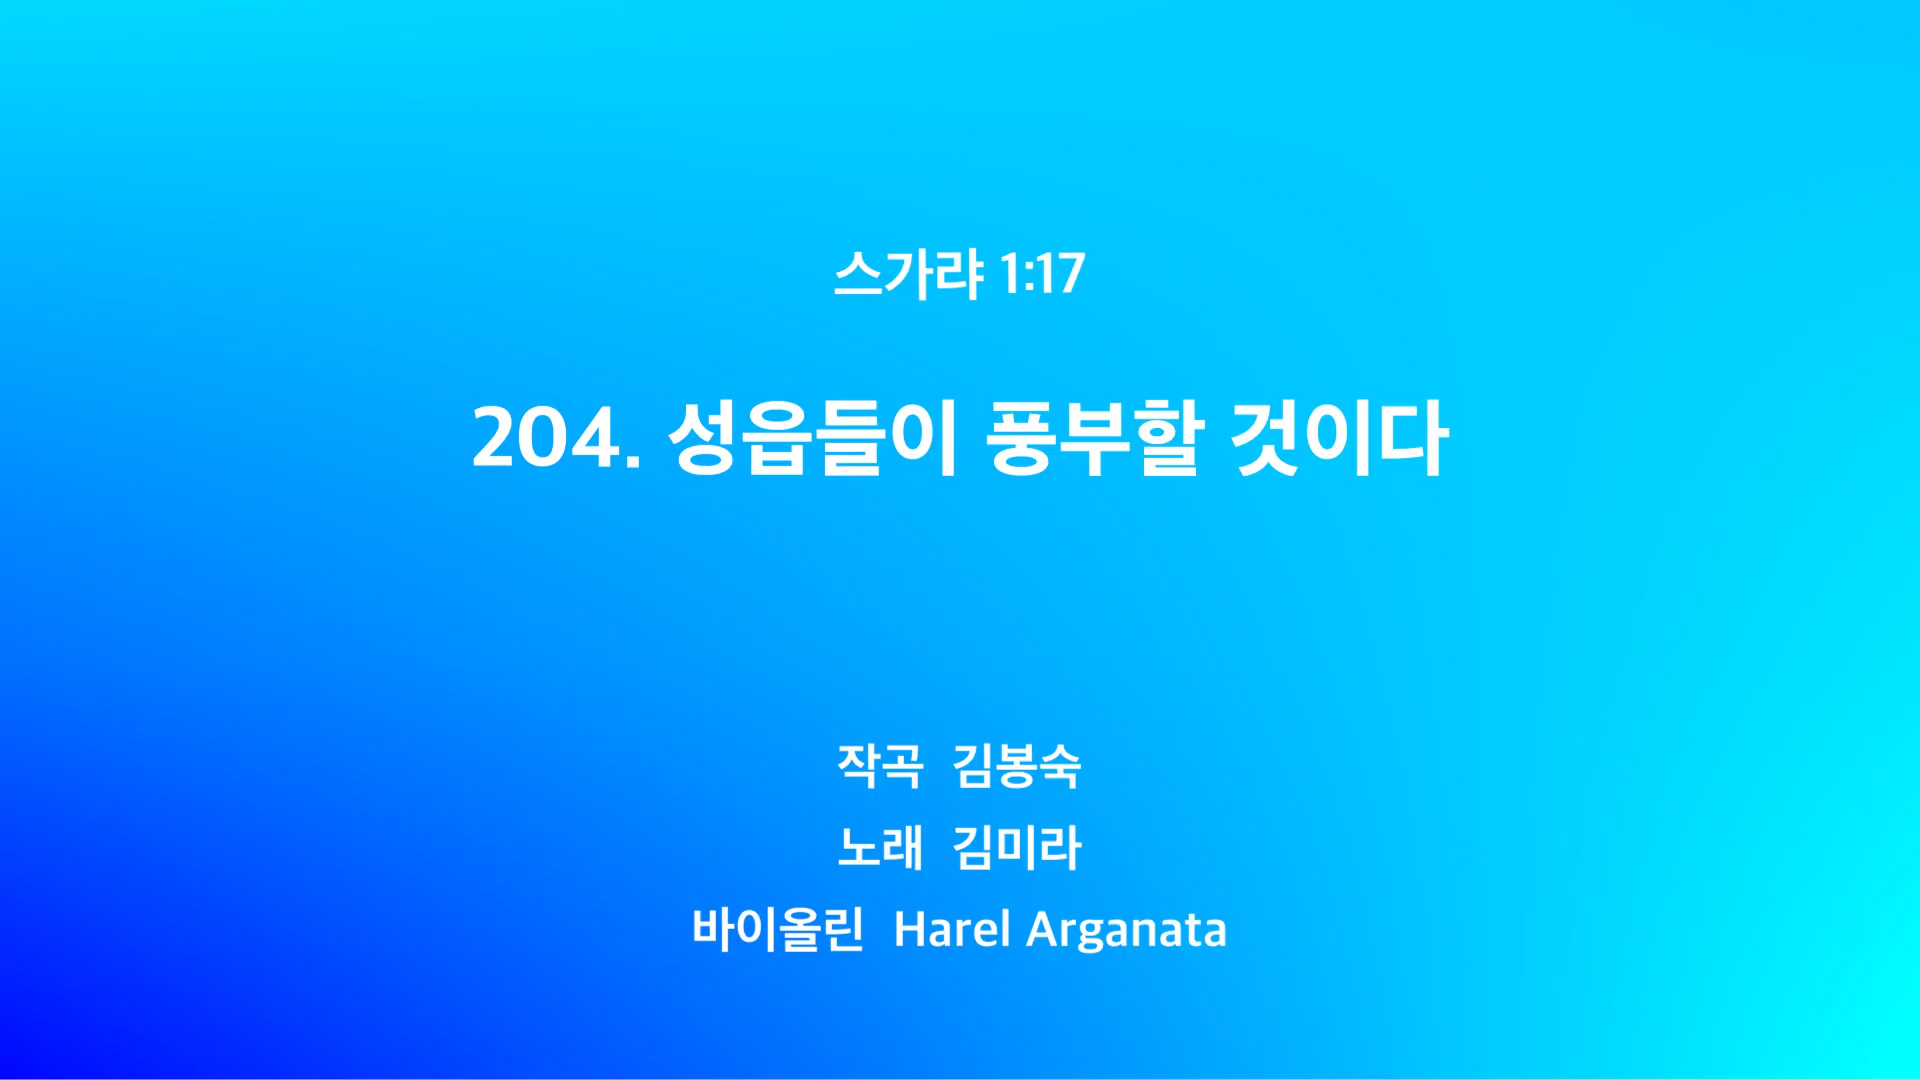 스가랴 1:17
204. 성읍들이 풍부할 것이다
작곡 김봉숙
노래 김미라
바이올린 Harel Arganata